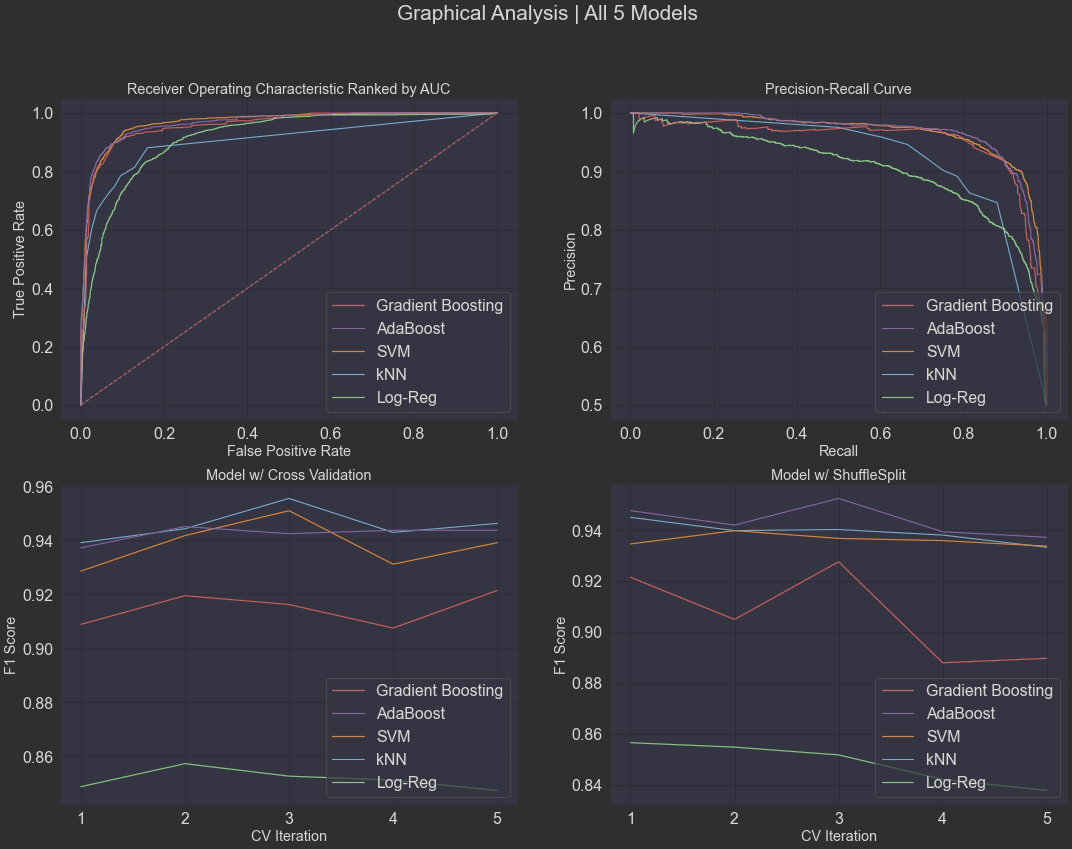 Graphical Analysis | All 5 Models
Receiver Operating Characteristic Ranked by AUC
True Positive Rate
1.0
0.8
0.6
0.4
0.2
0.0
Gradient Boosting
AdaBoost
SVM
kNN
Log-Reg
0.0 0.2 0.4 0.6 0.8 1.0
False Positive Rate
Precision-Recall Curve
Precision
1.0
0.9
0.8
0.7
0.6
0.5
Gradient Boosting
AdaBoost
SVM
kNN
Log-Reg
0.0 0.2 0.4 0.6 0.8 1.0
Recall
Model w/ Cross Validation
F1 Score
0.96
0.94
0.92
0.90
0.88
0.86
Gradient Boosting
AdaBoost
SVM
kNN
Log-Reg
1 2 3 4 5
CV Iteration
Model w/ ShuffleSplit
F1 Score
0.94
0.92
0.90
0.88
0.86
0.84
Gradient Boosting
AdaBoost
SVM
kNN
Log-Reg
1 2 3 4 5
CV Iteration